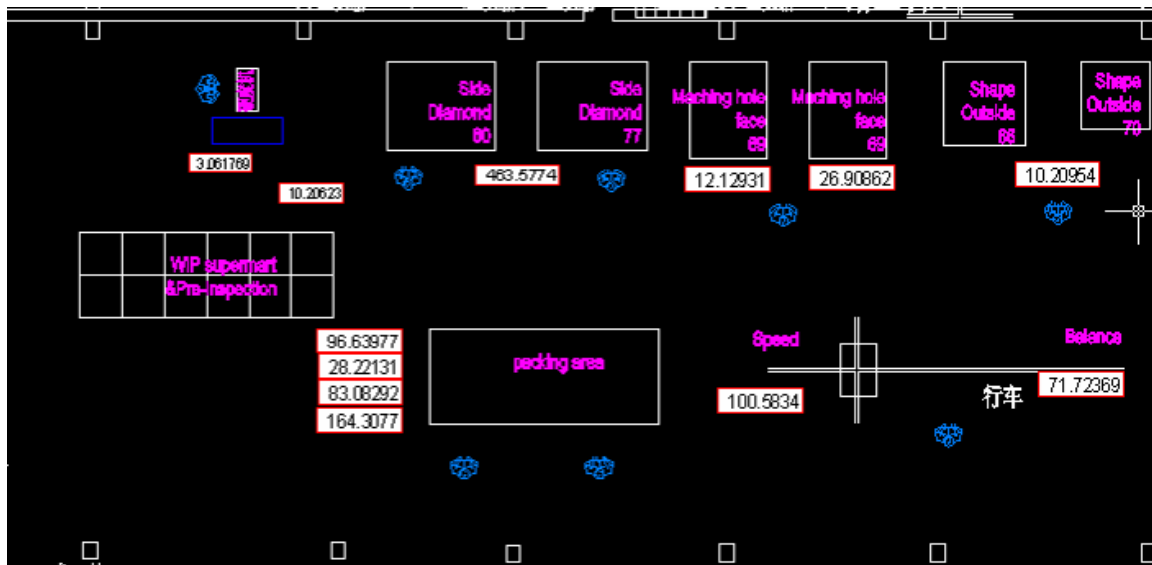 Side
Diamond
80
Side
Diamond
77
Maching hole
face
69
Maching hole
face
69
Shape
Outside
86
Shape
Outside
70
3.061769
10.20623
463.5774
12.12931
26.90862
10.20954
WIP supermart
&Pre-inspection
96.63977
28.22131
83.08292
164.3077
packing area
Speed
Balance
100.5834
行车
71.72369